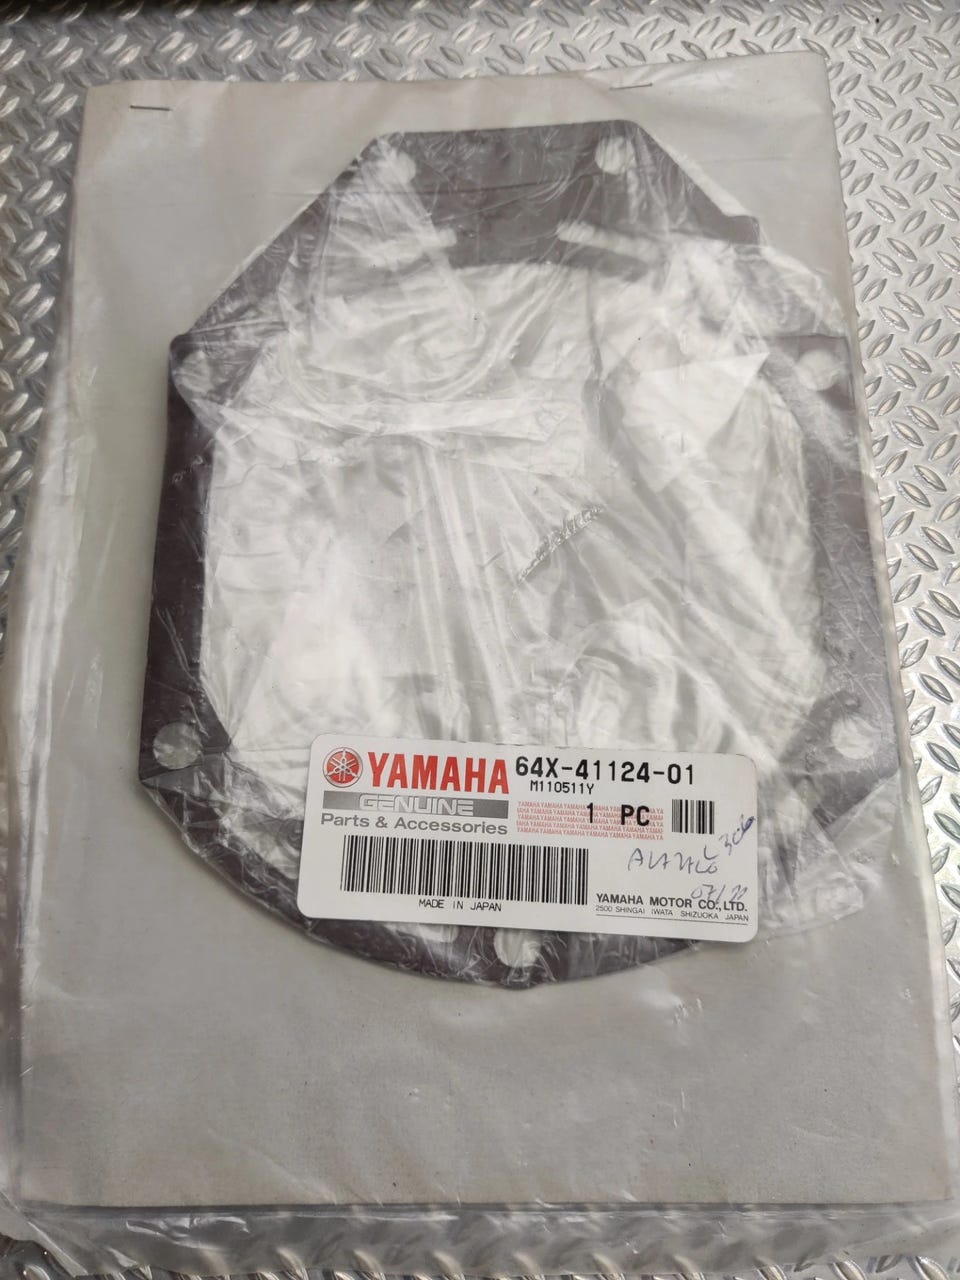 YAMAHA 64X-41124-01
M110511Y
GENUINE
Parts & Accessories
1 PC
MADE IN JAPAN
YAMAHA MOTOR CO.,LTD.
2500 SHINGAI IWATA SHIZUOKA JAPAN